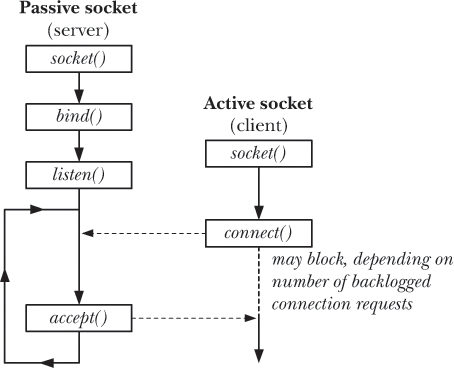 Passive socket
(server)
socket()
bind()
listen()
accept()
Active socket
(client)
socket()
connect()
may block, depending on
number of backlogged
connection requests